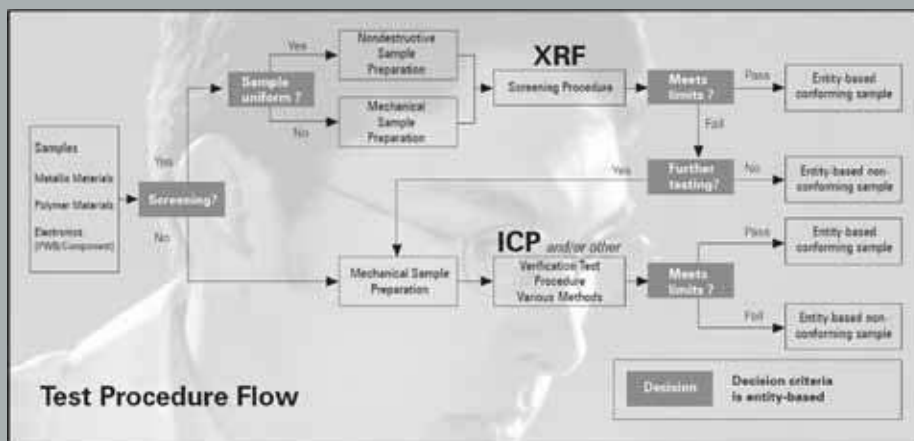 Nondestructive
Sample
Preparation
XRF
Yes
Sample
uniform ?
Screening Procedure
Meets
limits ?
Pass
Entity-based
conforming sample
No
Mechanical
Sample
Preparation
Fail
Samples
Metallic Materials
Polymer Materials
Electronics
(PWB/Component)
Yes
Screening?
No
Yes
Further
testing?
No
Entity-based non-
conforming sample
ICP and/or other
Mechanical Sample
Preparation
Verification Test
Procedure
Various Methods
Meets
limits ?
Pass
Entity-based
conforming sample
Fail
Entity-based non-
conforming sample
Test Procedure Flow
Decision
Decision criteria
is entity-based